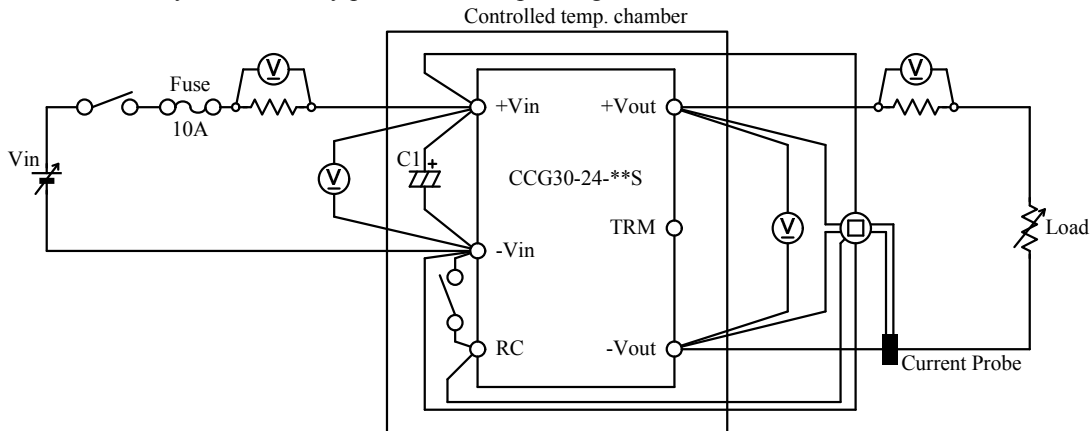 Controlled temp. chamber
Fuse
10A
V
V
+Vin
+Vout
Vin
V
C1
+
CCG30-24-**S
TRM
V
Load
-Vin
RC
-Vout
Current Probe